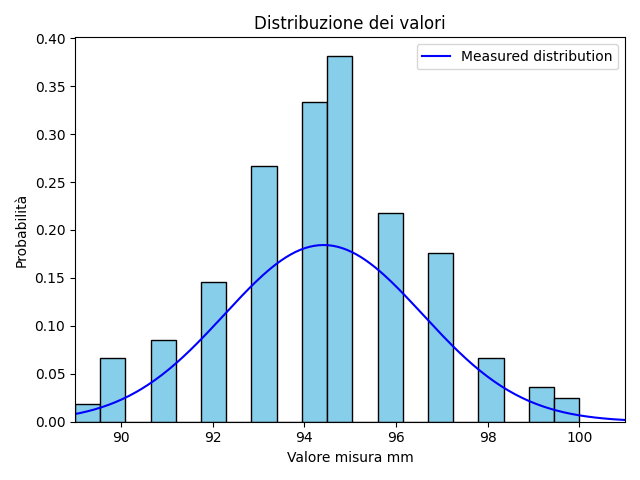 Distribuzione dei valori
Measured distribution
Probabilità
0.40
0.35
0.30
0.25
0.20
0.15
0.10
0.05
0.00
90 92 94 96 98 100
Valore misura mm